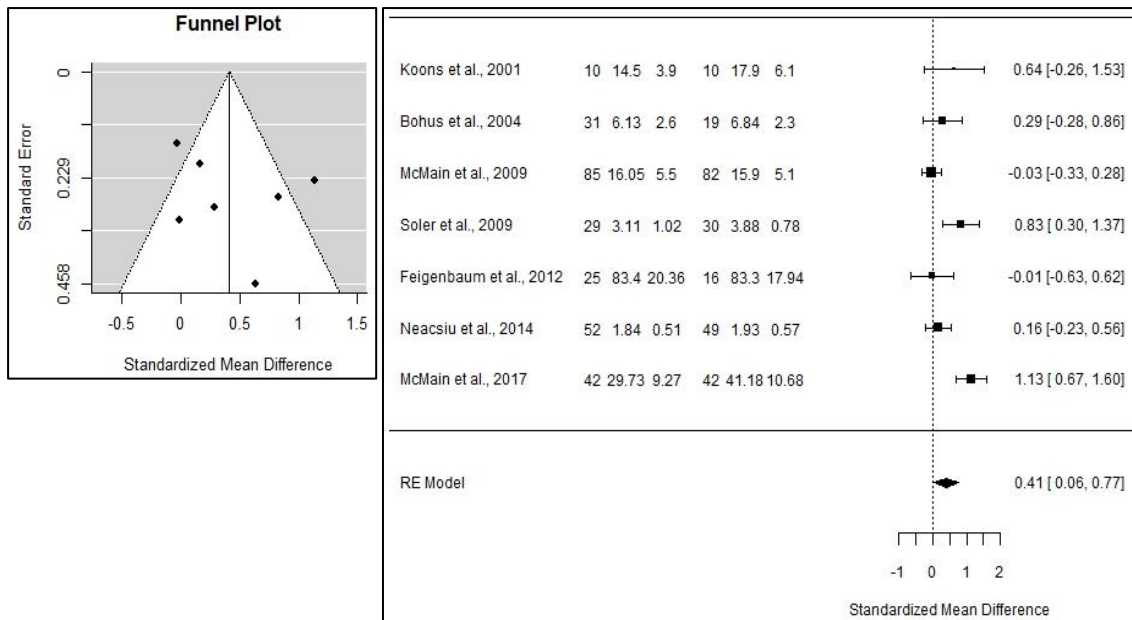 Funnel Plot
0
0.229
0.458
Standard Error
-0.5 0 0.5 1 1.5
Standardized Mean Difference
Koons et al., 2001 10 14.5 3.9 10 17.9 6.1 0.64 [-0.26, 1.53]
Bohus et al., 2004 31 6.13 2.6 19 6.84 2.3 0.29 [-0.28, 0.86]
McMain et al., 2009 85 16.05 5.5 82 15.9 5.1 -0.03 [-0.33, 0.28]
Soler et al., 2009 29 3.11 1.02 30 3.88 0.78 0.83 [ 0.30, 1.37]
Feigenbaum et al., 2012 25 83.4 20.36 16 83.3 17.94 -0.01 [-0.63, 0.62]
Neacsiu et al., 2014 52 1.84 0.51 49 1.93 0.57 0.16 [-0.23, 0.56]
McMain et al., 2017 42 29.73 9.27 42 41.18 10.68 1.13 [ 0.67, 1.60]
RE Model 0.41 [ 0.06, 0.77]
-1 0 1 2
Standardized Mean Difference